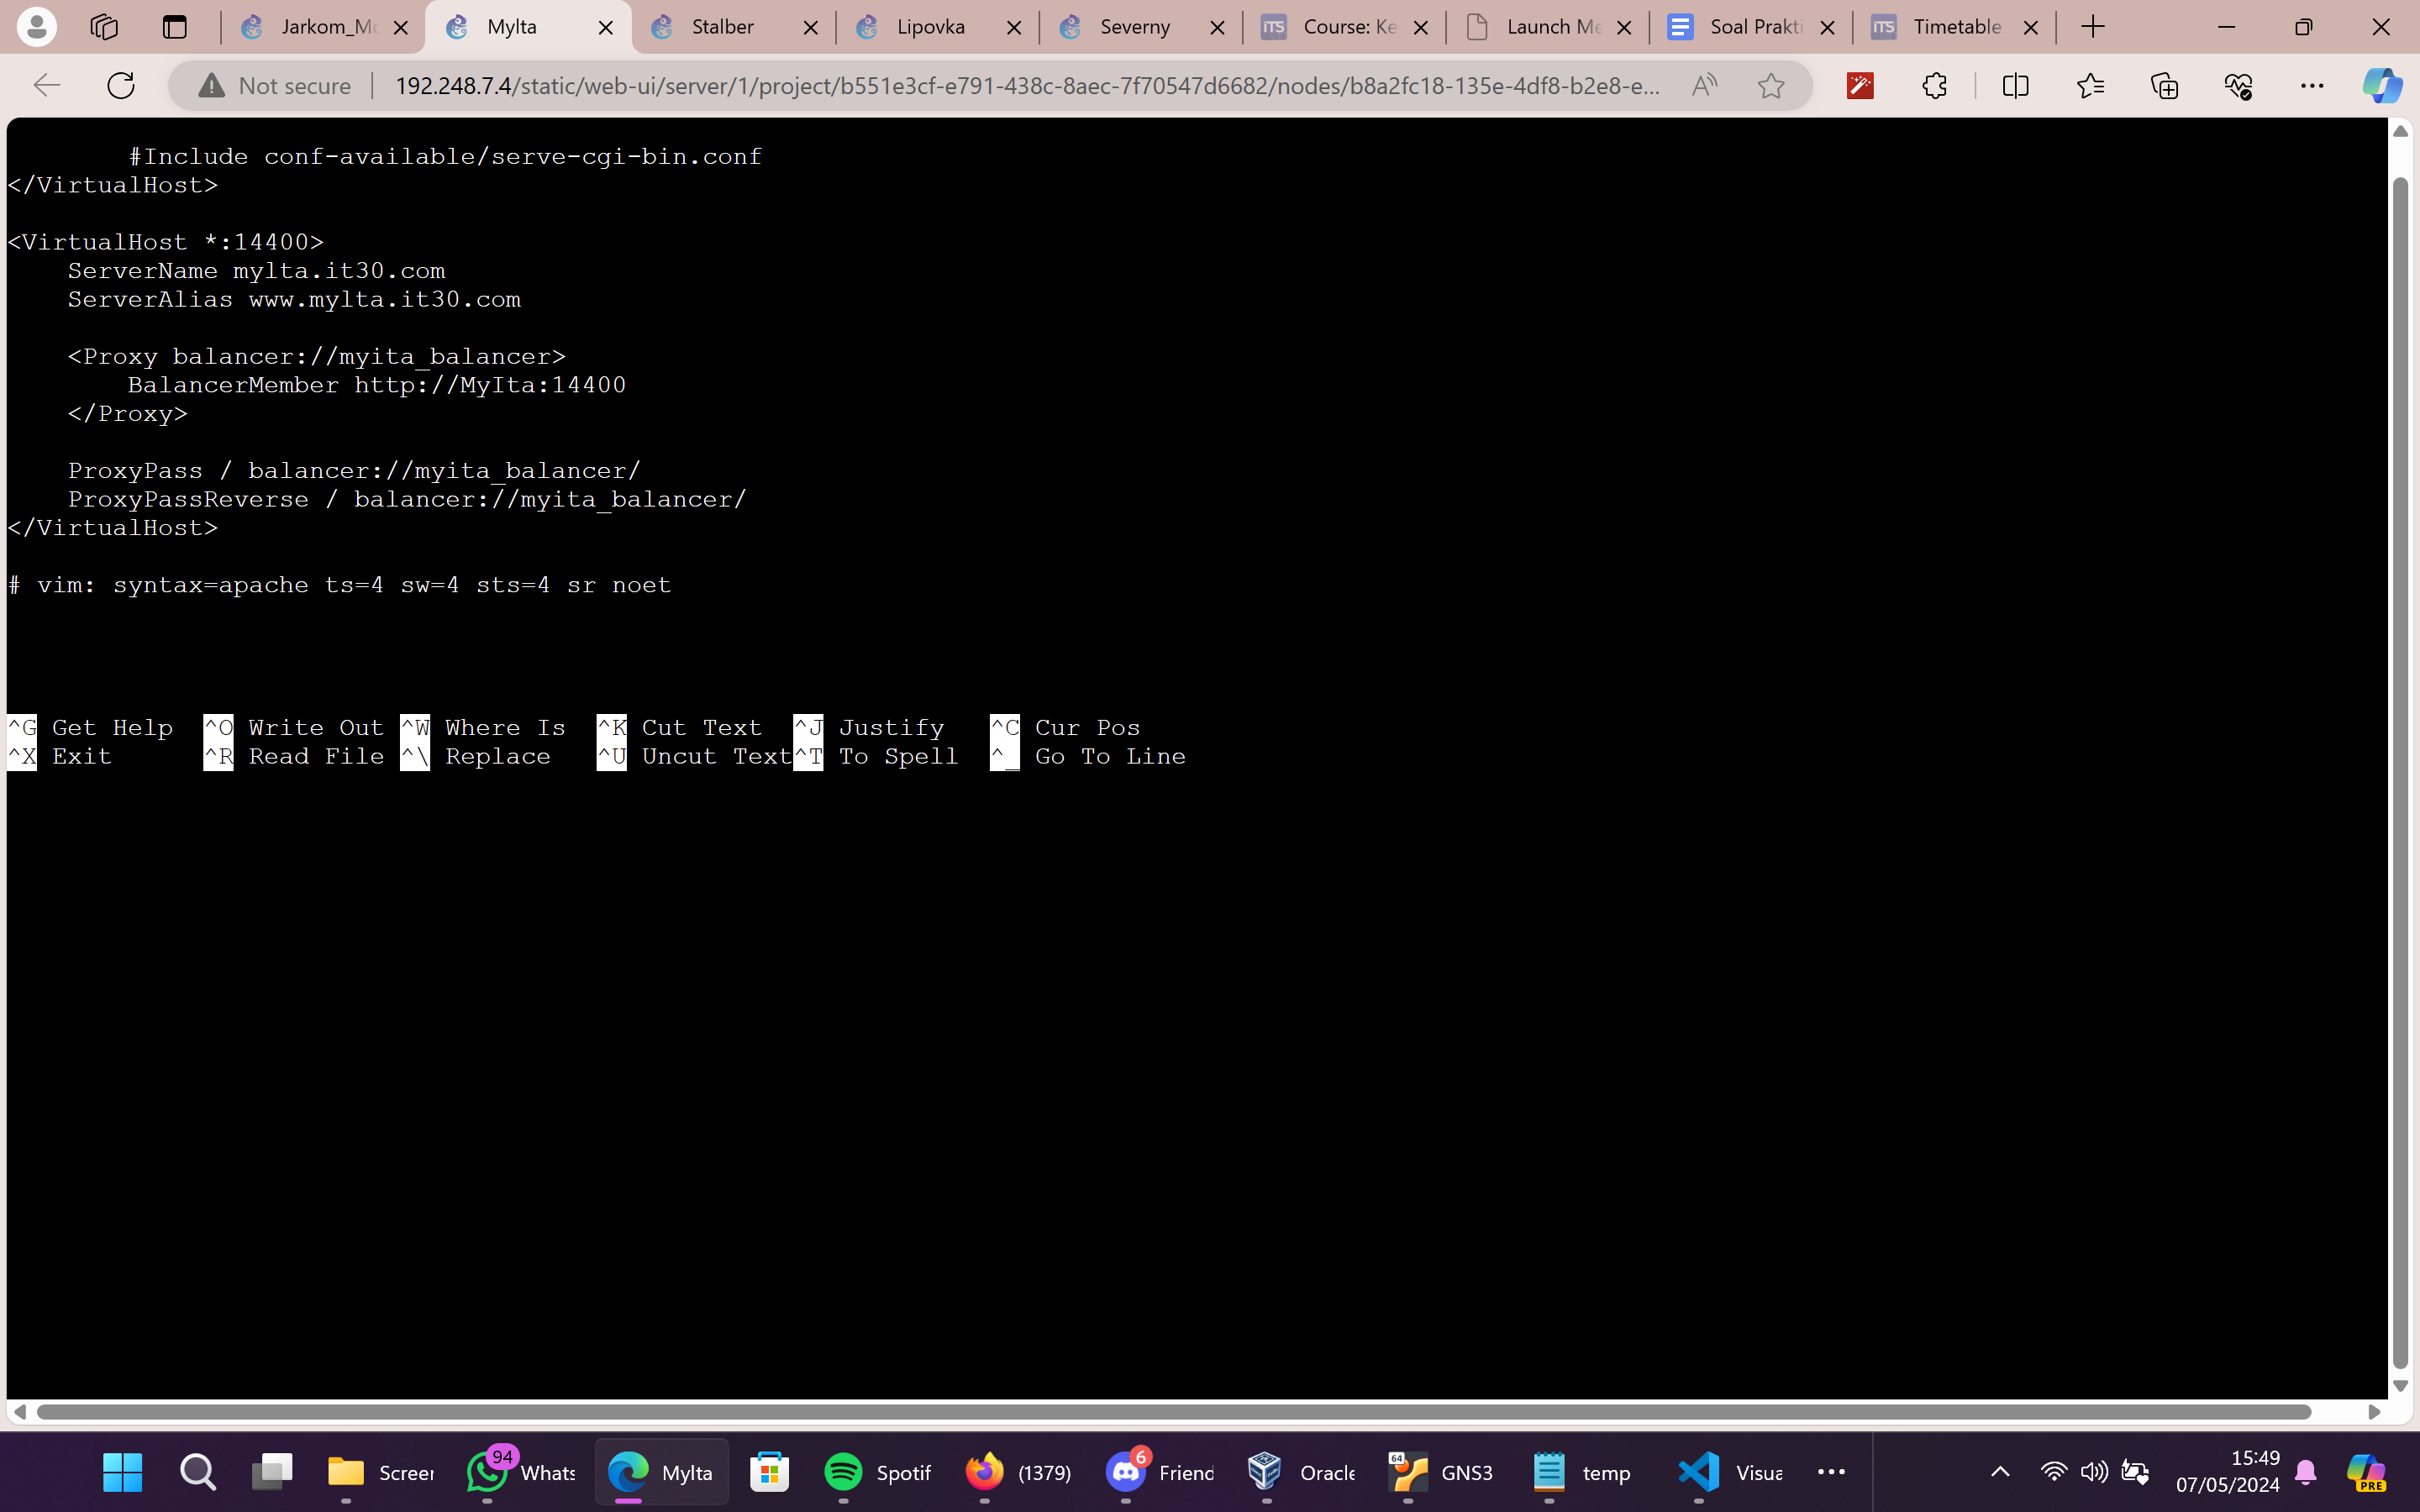 Jarkom_Mo
Mylta
Stalber
Lipovka
Severny
Course: Ke
Launch Me
Soal Prakti
Timetable
Not secure
192.248.7.4/static/web-ui/server/1/project/b551e3cf-e791-438c-8aec-7f70547d6682/nodes/b8a2fc18-135e-4df8-b2e8-e...
#Include conf-available/serve-cgi-bin.conf
</VirtualHost>
<VirtualHost *:14400>
ServerName mylta.it30.com
ServerAlias www.mylta.it30.com
<Proxy balancer://myita_balancer>
BalancerMember http://MyIta:14400
</Proxy>
ProxyPass / balancer://myita_balancer/
ProxyPassReverse / balancer://myita_balancer/
</VirtualHost>
# vim: syntax=apache ts=4 sw=4 sts=4 sr noet
^G Get Help ^O Write Out ^W Where Is ^K Cut Text ^J Justify ^C Cur Pos
^X Exit ^R Read File ^\ Replace ^U Uncut Text^T To Spell ^_ Go To Line
Screer
94
Whats
Mylta
Spotif
(1379)
6
Friend
Oracle
64
GNS3
temp
Visua
15:49
07/05/2024
PRE